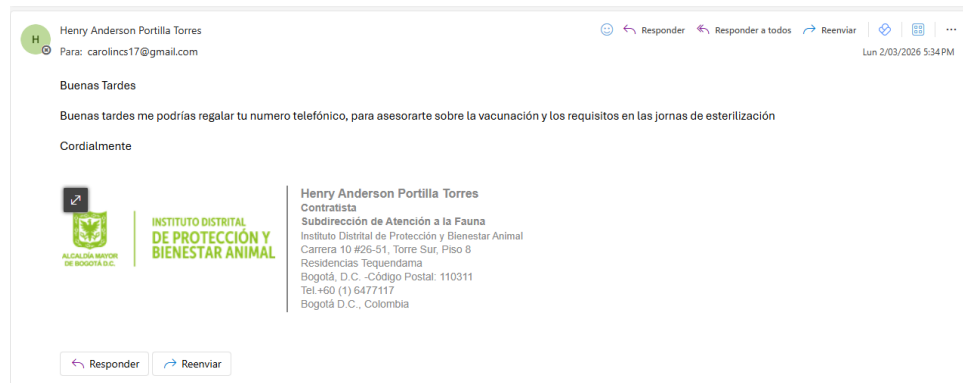 H
Henry Anderson Portilla Torres
Para: carolincs17@gmail.com
Responder
Responder a todos
Reenviar
Lun 2/03/2026 5:34 PM
Buenas Tardes
Buenas tardes me podrías regalar tu numero telefónico, para asesorarte sobre la vacunación y los requisitos en las jornas de esterilización
Cordialmente
ALCALDÍA MAYOR
DE BOGOTÁ D.C.
INSTITUTO DISTRITAL
DE PROTECCIÓN Y
BIENESTAR ANIMAL
Henry Anderson Portilla Torres
Contratista
Subdirección de Atención a la Fauna
Instituto Distrital de Protección y Bienestar Animal
Carrera 10 #26-51, Torre Sur, Piso 8
Residencias Tequendama
Bogotá, D.C. -Código Postal: 110311
Tel.+60 (1) 6477117
Bogotá D.C., Colombia
Responder
Reenviar